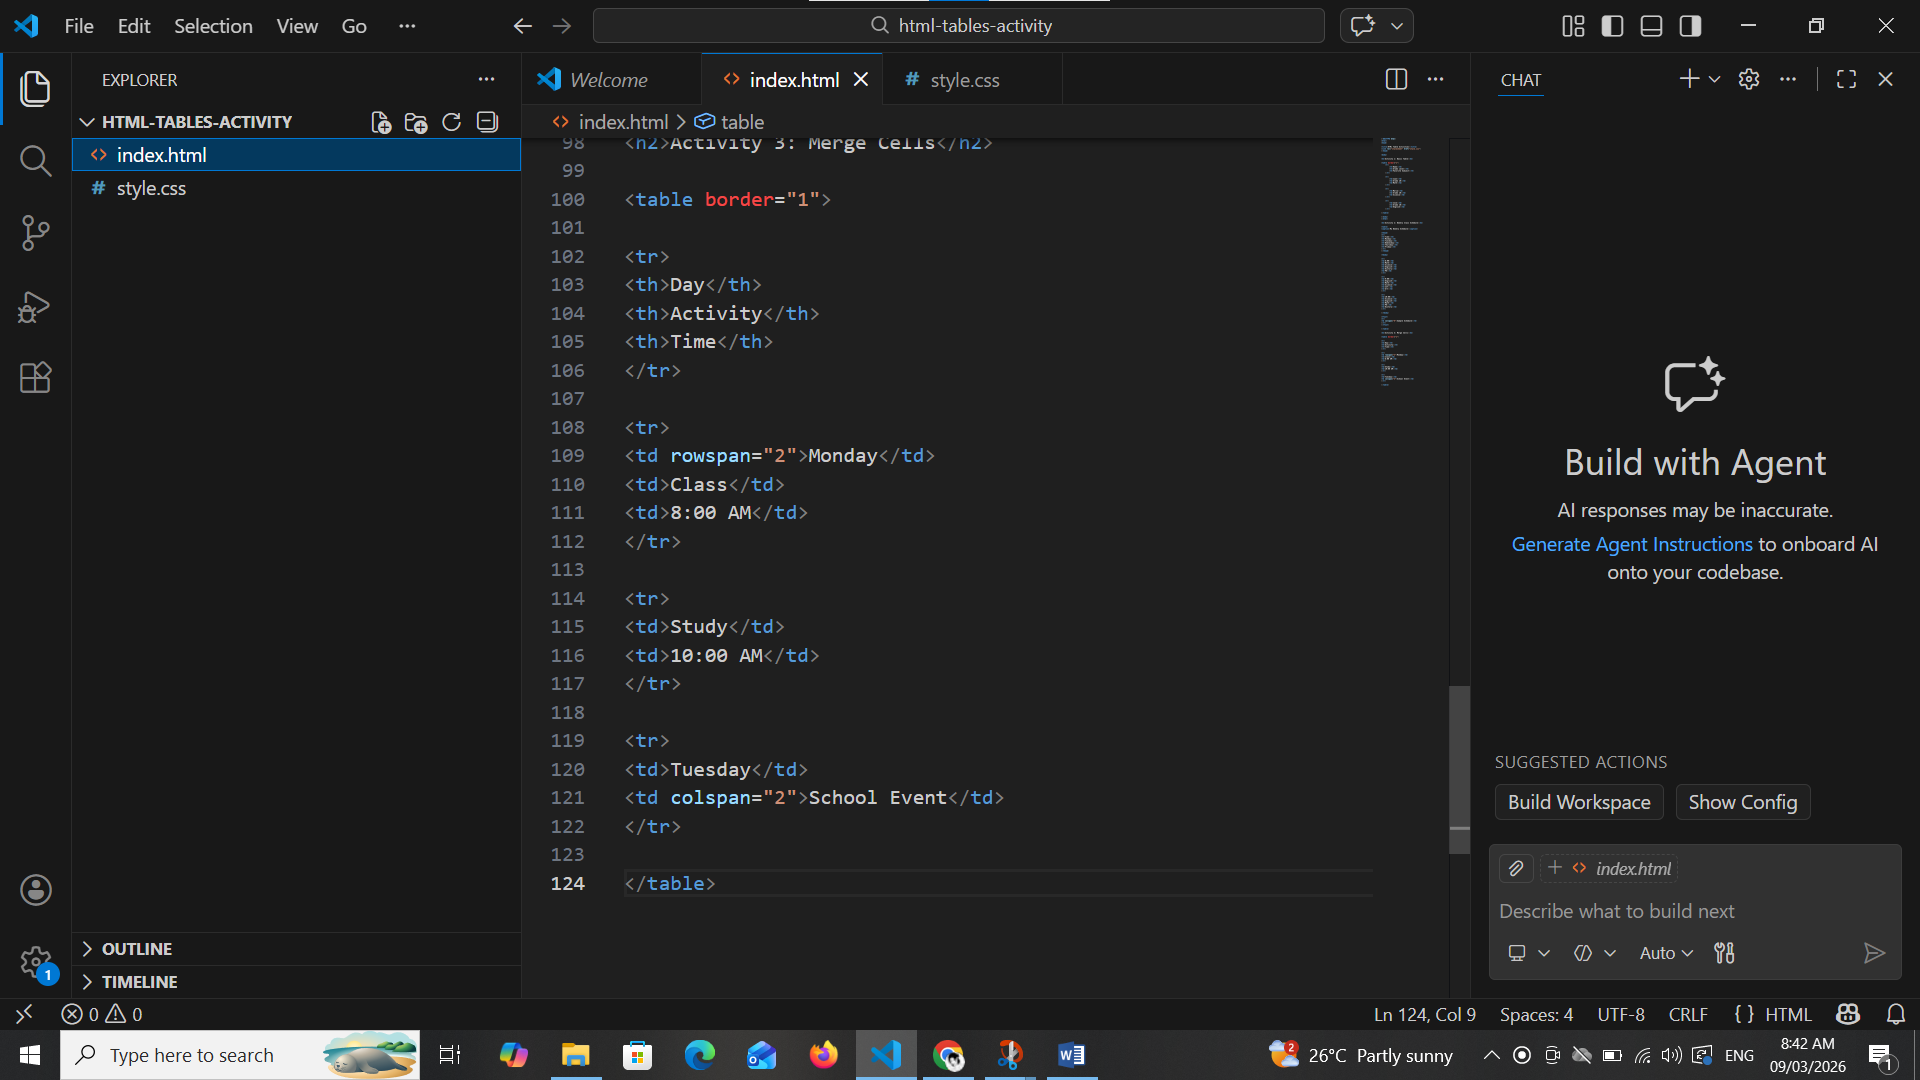 File Edit Selection View Go ···
html-tables-activity
EXPLORER
HTML-TABLES-ACTIVITY
index.html
# style.css
OUTLINE
TIMELINE
Welcome
index.html
# style.css
index.html > table
98 <h2>Activity 3: Merge Cells</h2>
99
100 <table border="1">
101
102 <tr>
103 <th>Day</th>
104 <th>Activity</th>
105 <th>Time</th>
106 </tr>
107
108 <tr>
109 <td rowspan="2">Monday</td>
110 <td>Class</td>
111 <td>8:00 AM</td>
112 </tr>
113
114 <tr>
115 <td>Study</td>
116 <td>10:00 AM</td>
117 </tr>
118
119 <tr>
120 <td>Tuesday</td>
121 <td colspan="2">School Event</td>
122 </tr>
123
124 </table>
CHAT
Build with Agent
AI responses may be inaccurate.
Generate Agent Instructions to onboard AI
onto your codebase.
SUGGESTED ACTIONS
Build Workspace Show Config
index.html
Describe what to build next
Auto
1
0 0
Ln 124, Col 9 Spaces: 4 UTF-8 CRLF { } HTML
Type here to search
2
26°C Partly sunny
ENG
8:42 AM
09/03/2026
1